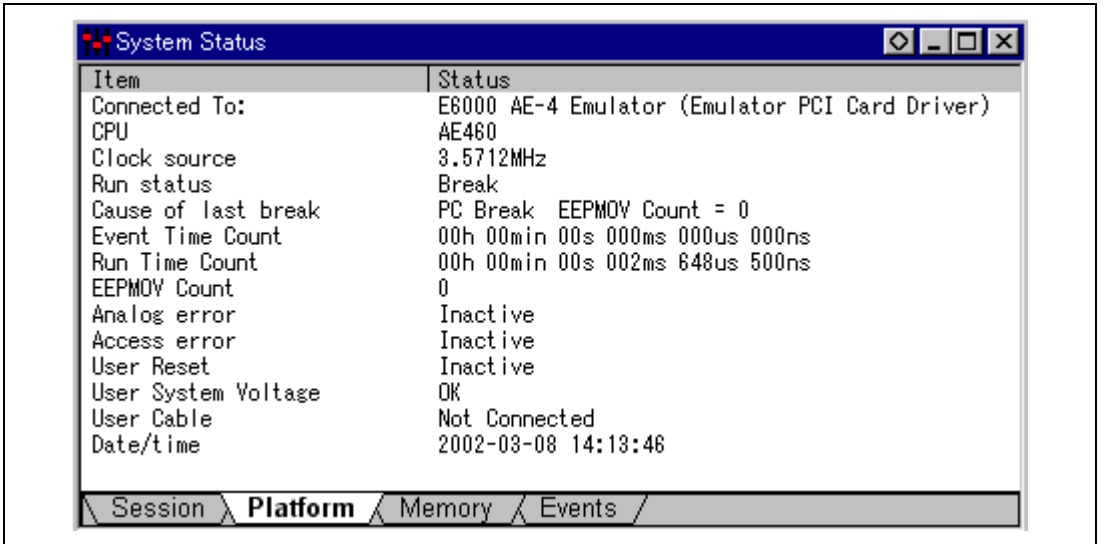 System Status
Item Status
Connected To: E6000 AE-4 Emulator (Emulator PCI Card Driver)
CPU AE460
Clock source 3.5712MHz
Run status Break
Cause of last break PC Break EEPMOV Count = 0
Event Time Count 00h 00min 00s 000ms 000us 000ns
Run Time Count 00h 00min 00s 002ms 648us 500ns
EEPMOV Count 0
Analog error Inactive
Access error Inactive
User Reset Inactive
User System Voltage OK
User Cable Not Connected
Date/time 2002-03-08 14:13:46
Session Platform Memory Events